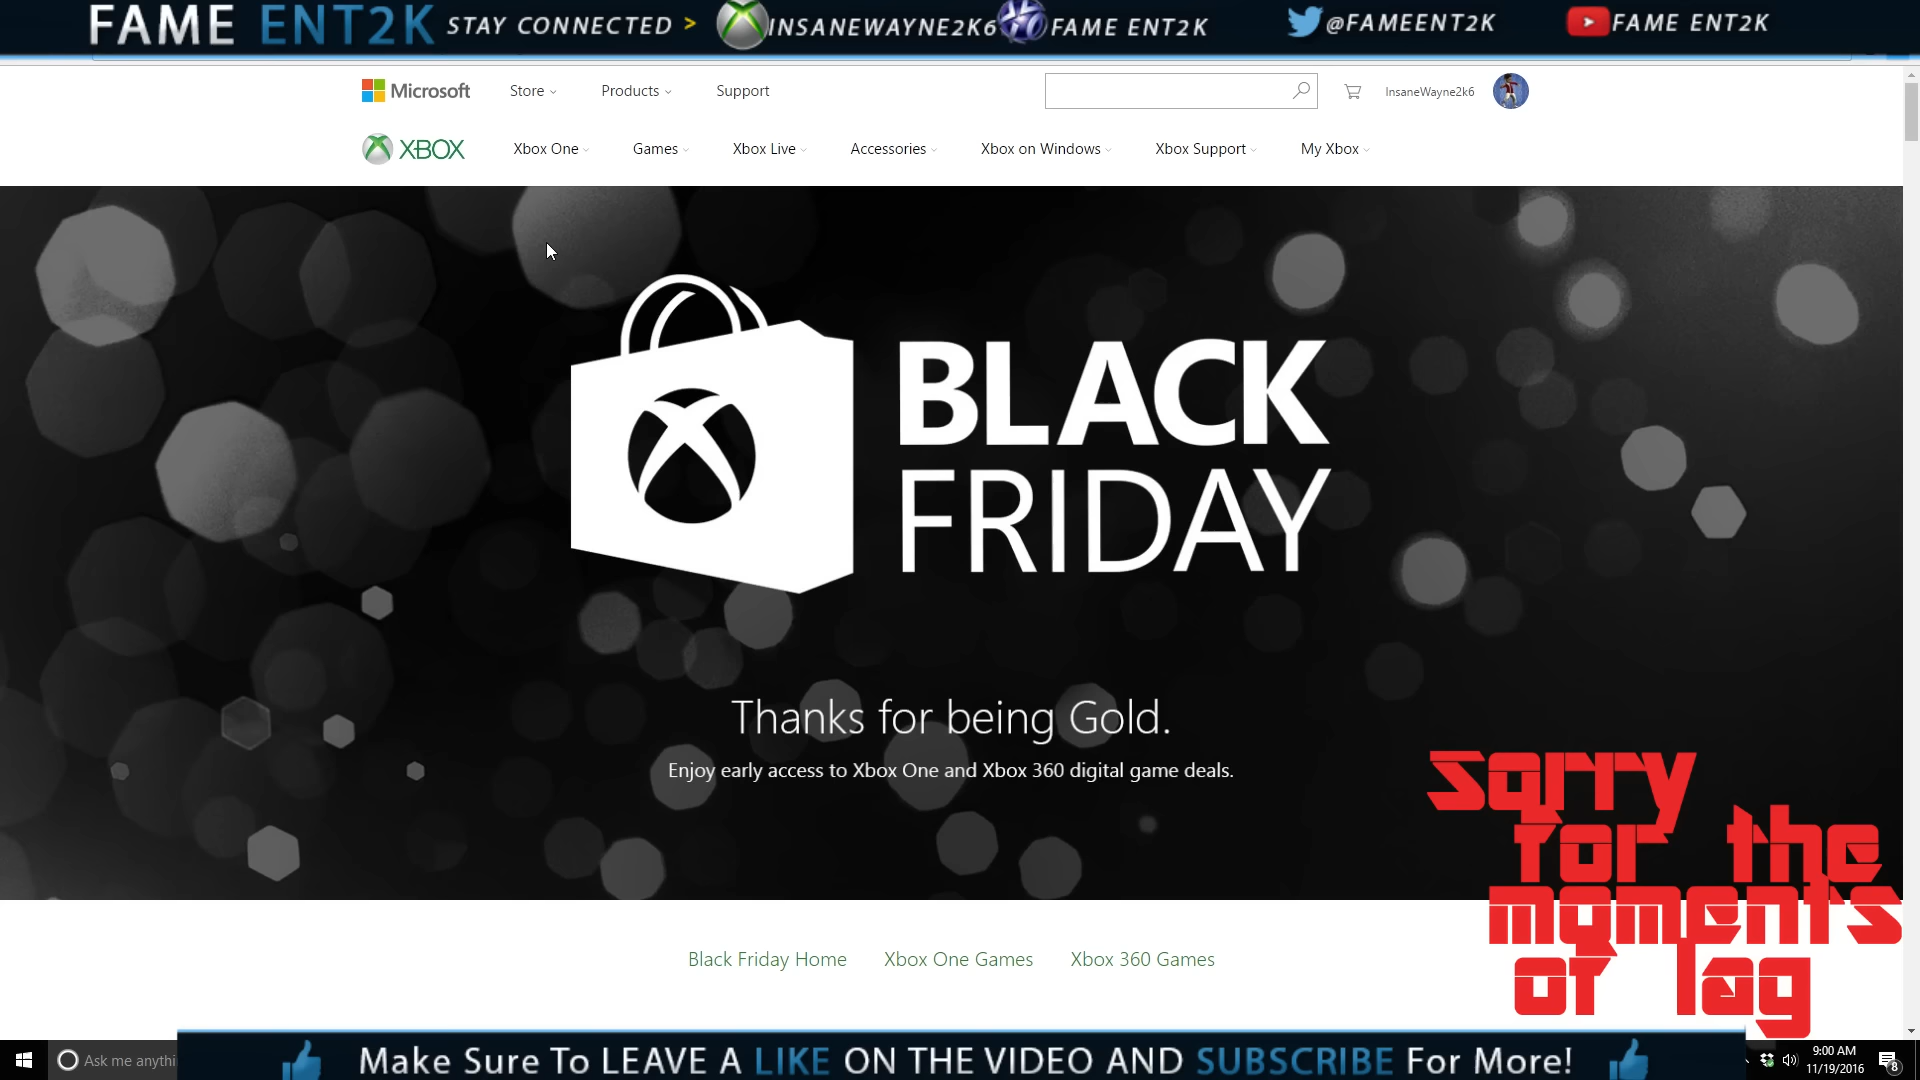 FAME ENT2K STAY CONNECTED > INSANEWAYNE2K6 FAME ENT2K @FAMEENT2K FAME ENT2K
Microsoft Store Products Support InsaneWayne2k6
XBOX Xbox One Games Xbox Live Accessories Xbox on Windows Xbox Support My Xbox
BLACK
FRIDAY
Thanks for being Gold.
Enjoy early access to Xbox One and Xbox 360 digital game deals.
Sorry
for the
moments
of lag
Black Friday Home Xbox One Games Xbox 360 Games
Ask me anythi
Make Sure To LEAVE A LIKE ON THE VIDEO AND SUBSCRIBE For More!
9:00 AM
11/19/2016
8